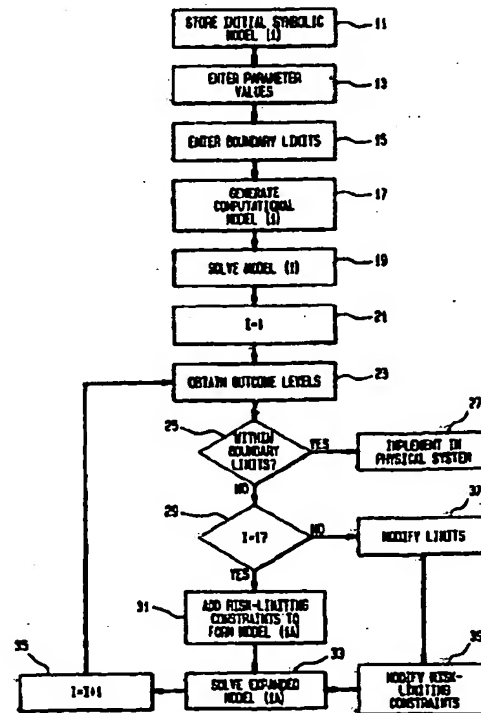 STORE INITIAL SYMBOLIC
MODEL (1)
11
ENTER PARAMETER
VALUES
13
ENTER BOUNDARY LIMITS
15
GENERATE
COMPUTATIONAL
MODEL (1)
17
SOLVE MODEL (1)
19
I=1
21
OBTAIN OUTCOME LEVELS
23
25
WITHIN
BOUNDARY
LIMITS?
YES
IMPLEMENT IN
PHYSICAL SYSTEM
27
NO
29
I=1?
NO
MODIFY LIMITS
37
YES
31
ADD RISK-LIMITING
CONSTRAINTS TO
FORM MODEL (1A)
35
I=I+1
SOLVE EXPANDED
MODEL (1A)
33
MODIFY RISK-
LIMITING
CONSTRAINTS
39